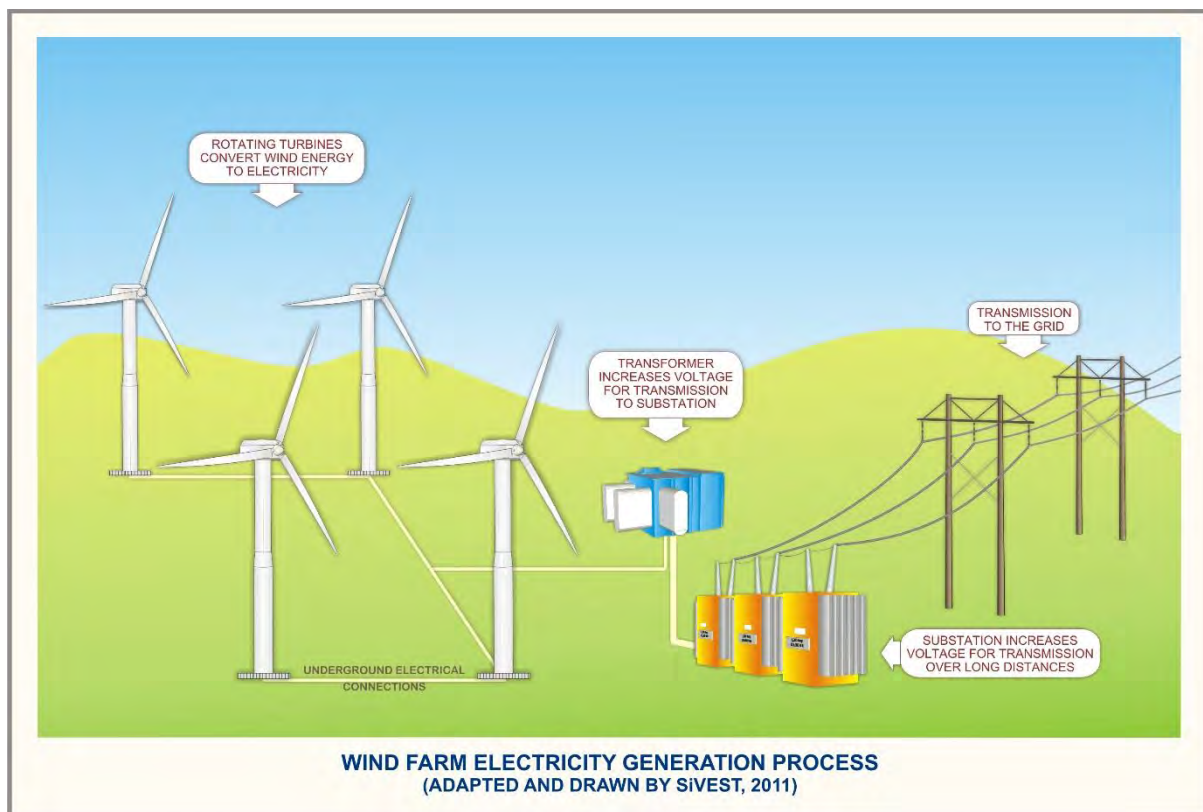 ROTATING TURBINES
CONVERT WIND ENERGY
TO ELECTRICITY
TRANSMISSION
TO THE GRID
TRANSFORMER
INCREASES VOLTAGE
FOR TRANSMISSION
TO SUBSTATION
SUBSTATION INCREASES
VOLTAGE FOR TRANSMISSION
OVER LONG DISTANCES
UNDERGROUND ELECTRICAL
CONNECTIONS
WIND FARM ELECTRICITY GENERATION PROCESS
(ADAPTED AND DRAWN BY SiVEST, 2011)